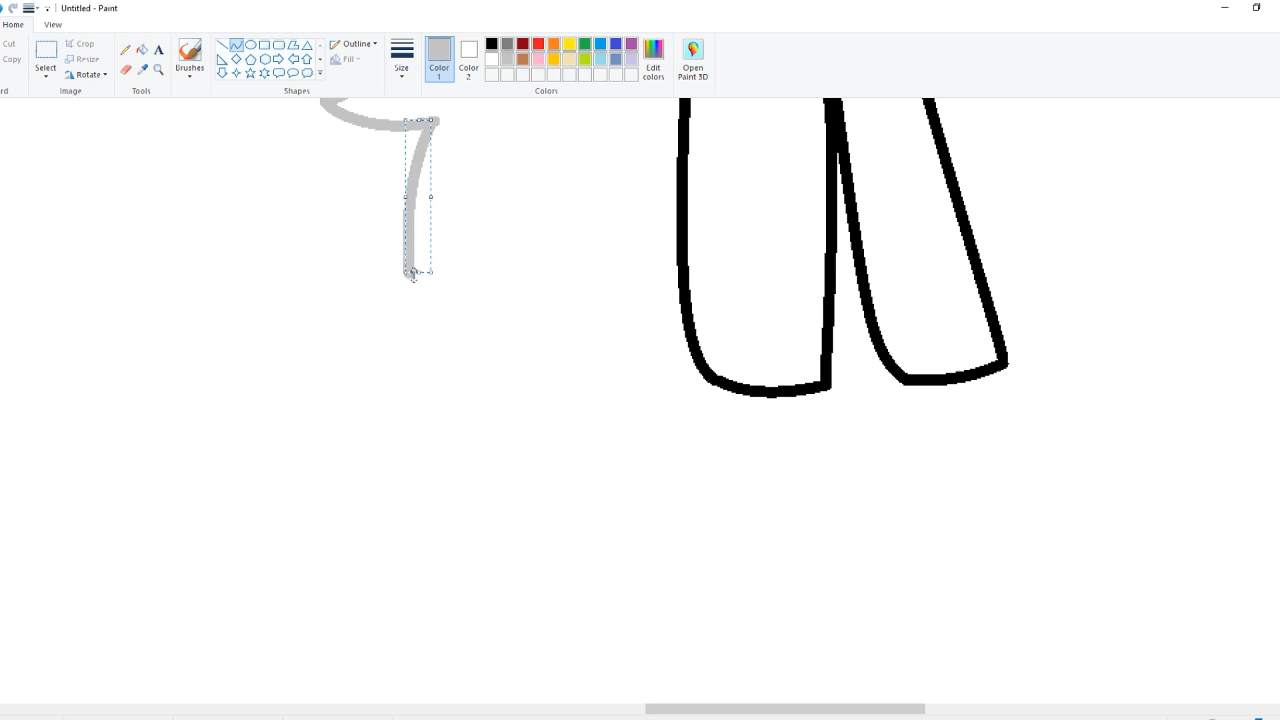 Untitled - Paint
Home View
Cut
Copy
Select
Crop
Resize
Rotate
Brushes
Outline
Fill
Size
Color
1
Color
2
Edit
colors
Open
Paint 3D
rd
Image
Tools
Shapes
Colors